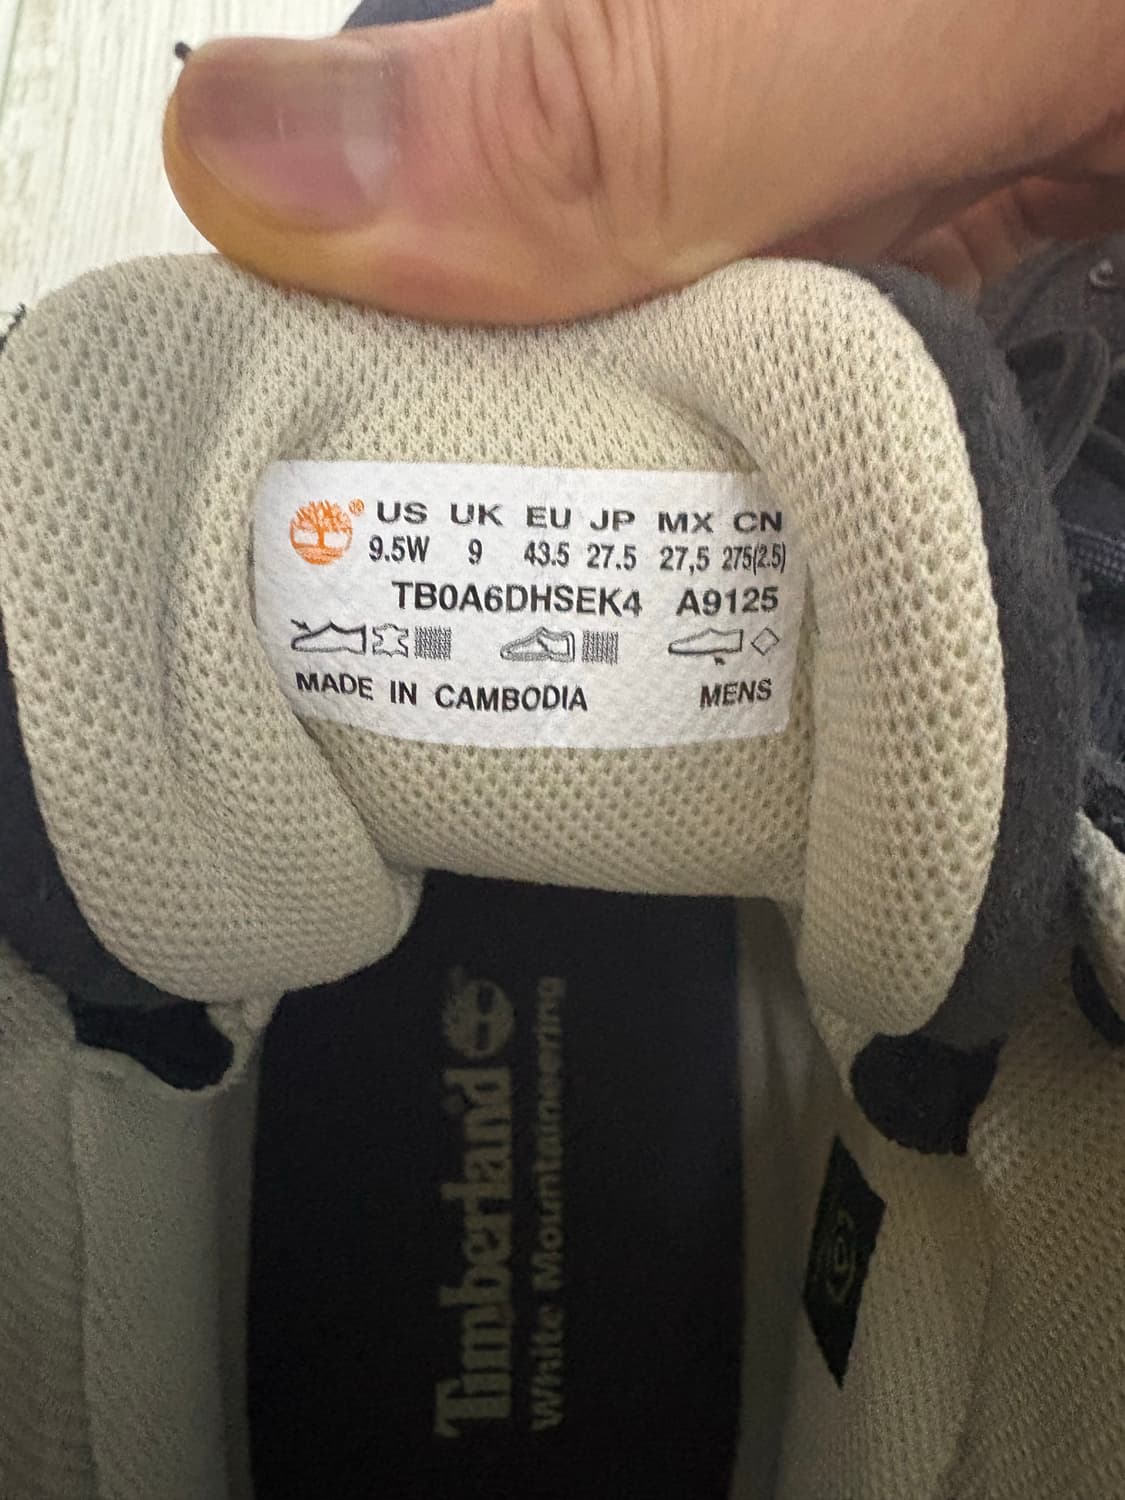 ® US UK EU JP MX CN
9.5W 9 43.5 27.5 27,5 275(2.5)
TB0A6DHSEK4 A9125
MADE IN CAMBODIA MENS
Timberland
White Mountaineering